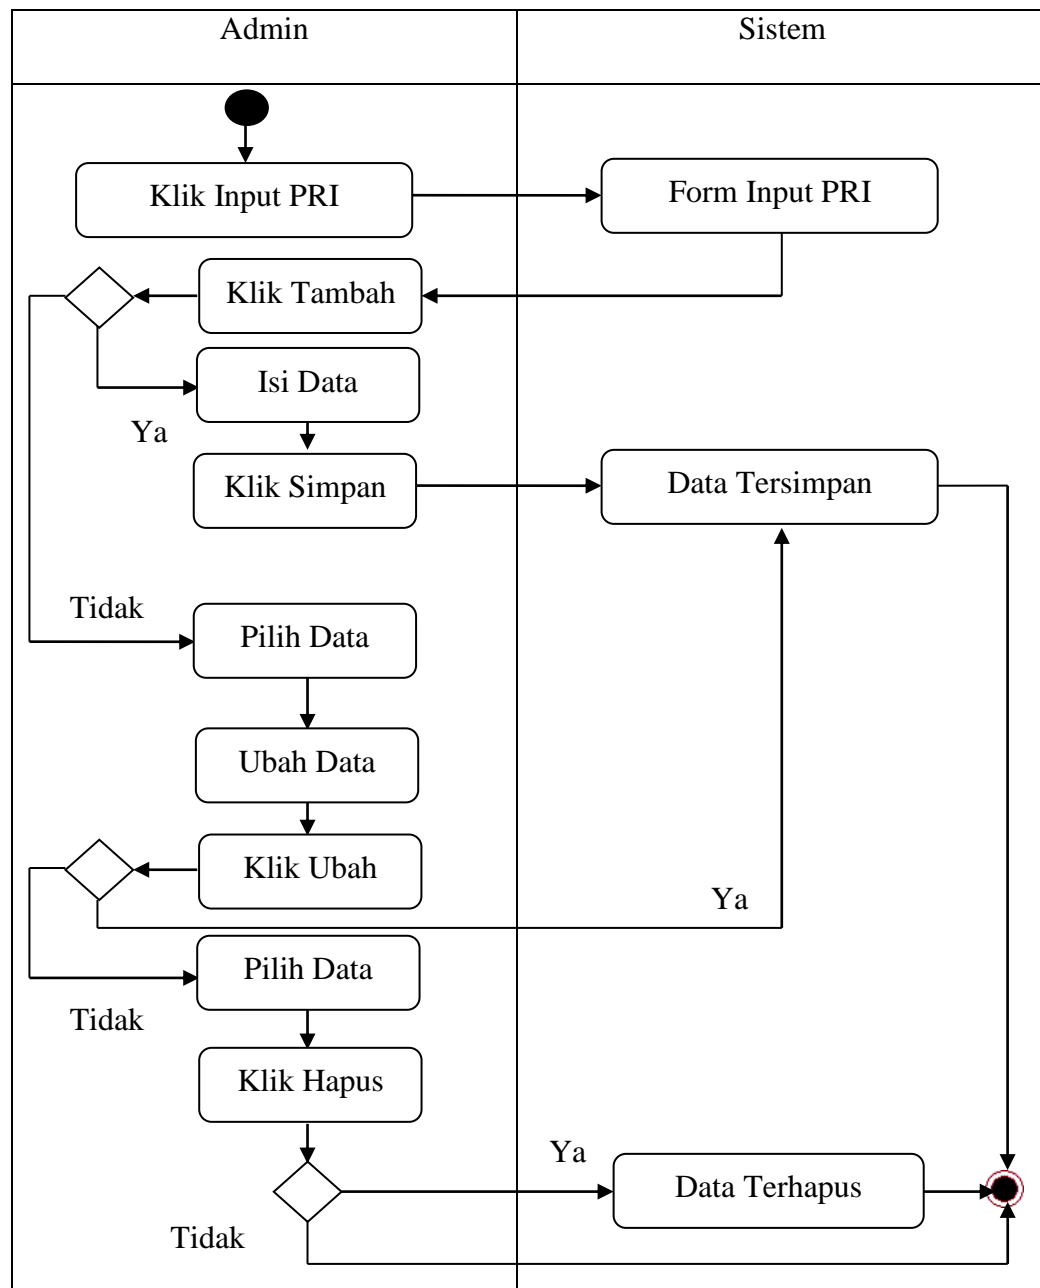 Admin
Sistem
Klik Input PRI
Form Input PRI
Klik Tambah
Isi Data
Ya
Klik Simpan
Data Tersimpan
Tidak
Pilih Data
Ubah Data
Klik Ubah
Ya
Pilih Data
Tidak
Klik Hapus
Ya
Data Terhapus
Tidak